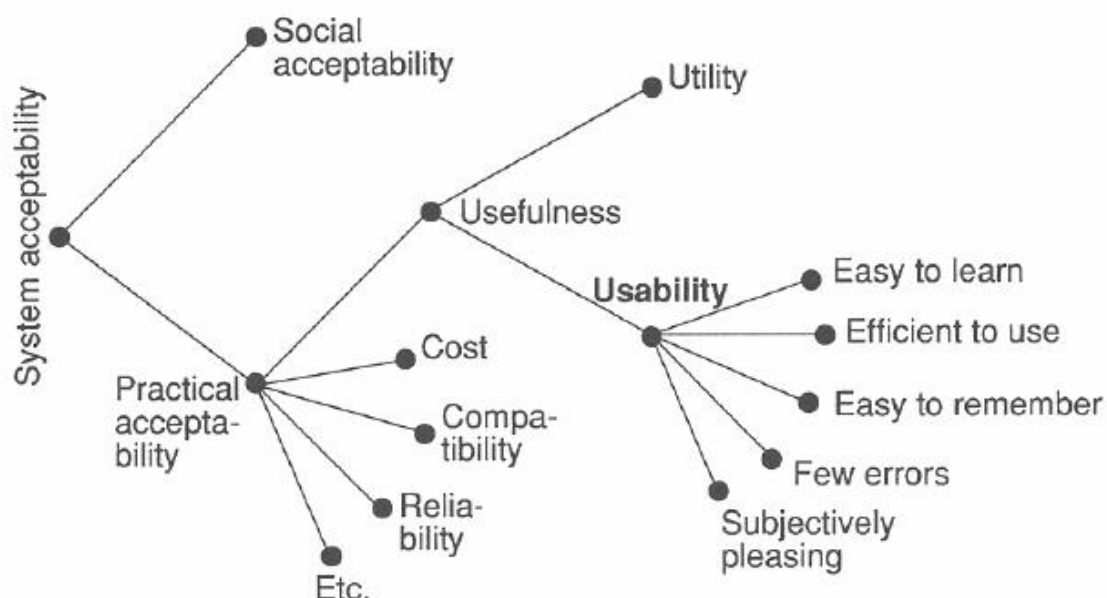 System acceptability
Social
acceptability
Practical
accepta-
bility
Usefulness
Utility
Usability
Easy to learn
Efficient to use
Easy to remember
Few errors
Subjectively
pleasing
Cost
Compa-
tibility
Relia-
bility
Etc.